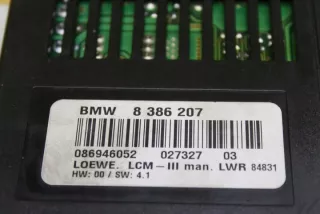 BMW 8 386 207
086946052 027327 03
LOEWE. LCM - III man. LWR 84831
HW: 00 / SW: 4.1